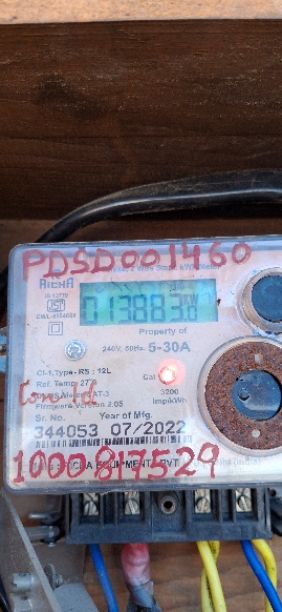 PDSD001460
RICHA
013883.8
Property of
240V, 50Hz. 5-30A
Cl-1,Type - RS : 12L
Cal
Ref. Temp: 27
3200
imp/kWh
Firmware Version 2.05
Sr. No. Year of Mfg.
344053 07/2022
1000817529